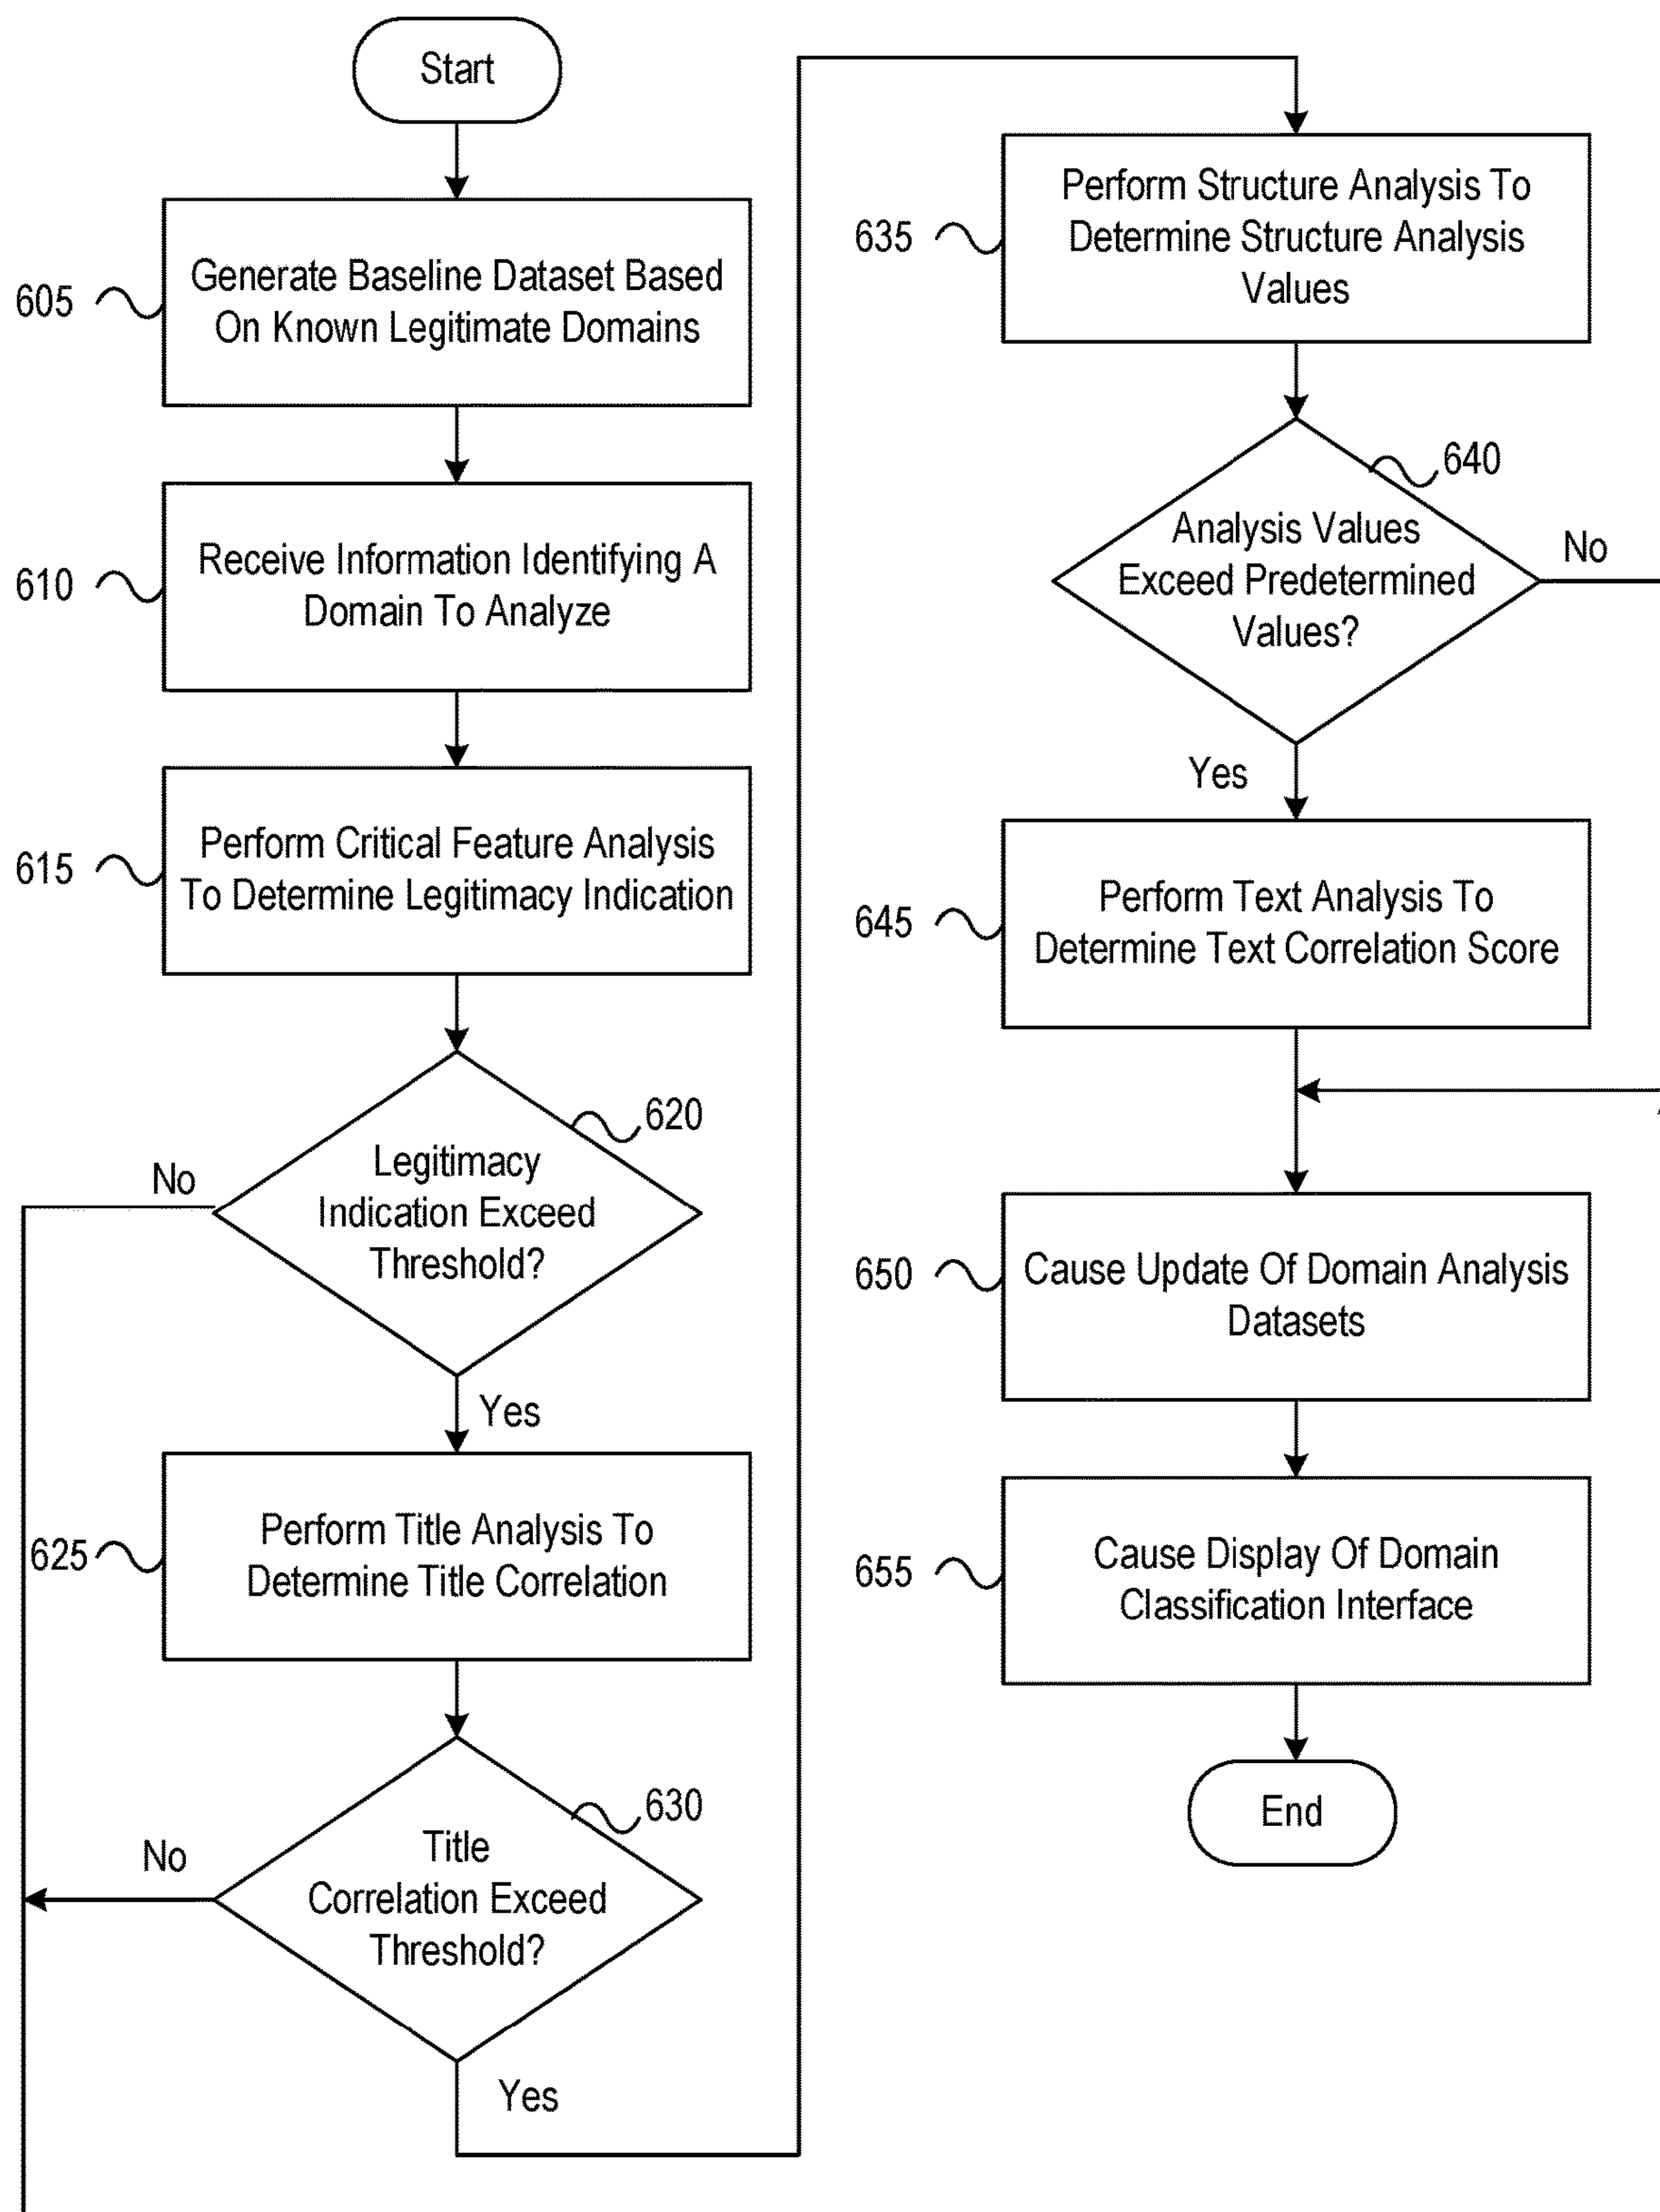 Start
605
Generate Baseline Dataset Based
On Known Legitimate Domains
610
Receive Information Identifying A
Domain To Analyze
615
Perform Critical Feature Analysis
To Determine Legitimacy Indication
620
No
Legitimacy
Indication Exceed
Threshold?
Yes
625
Perform Title Analysis To
Determine Title Correlation
630
No
Title
Correlation Exceed
Threshold?
Yes
635
Perform Structure Analysis To
Determine Structure Analysis
Values
640
No
Analysis Values
Exceed Predetermined
Values?
Yes
645
Perform Text Analysis To
Determine Text Correlation Score
650
Cause Update Of Domain Analysis
Datasets
655
Cause Display Of Domain
Classification Interface
End